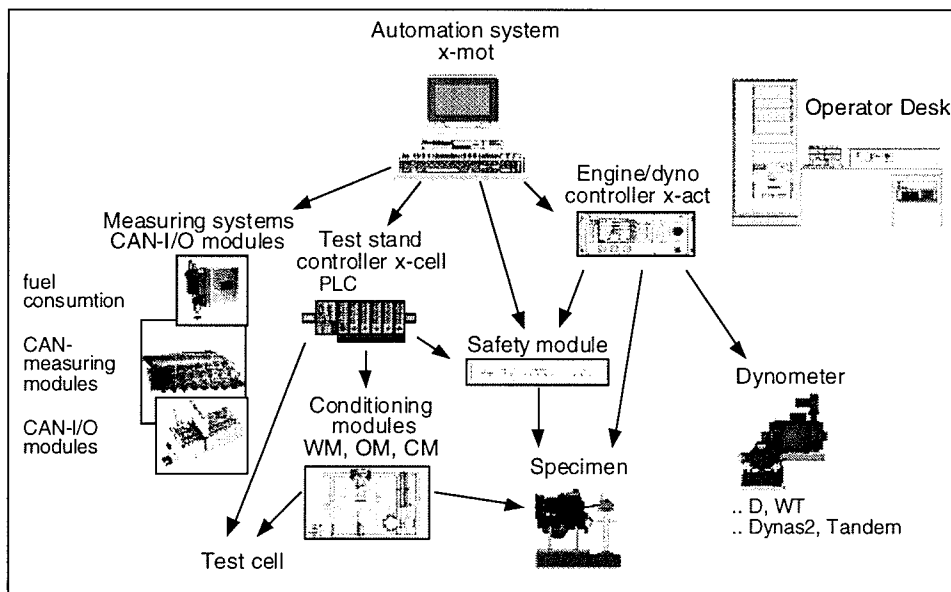 Automation system
x-mot
Operator Desk
Engine/dyno
controller x-act
Measuring systems
CAN-I/O modules
Test stand
controller x-cell
PLC
fuel
consumtion
CAN-
measuring
modules
CAN-I/O
modules
Safety module
Dynometer
Conditioning
modules
WM, OM, CM
Specimen
.. D, WT
.. Dynas2, Tandem
Test cell